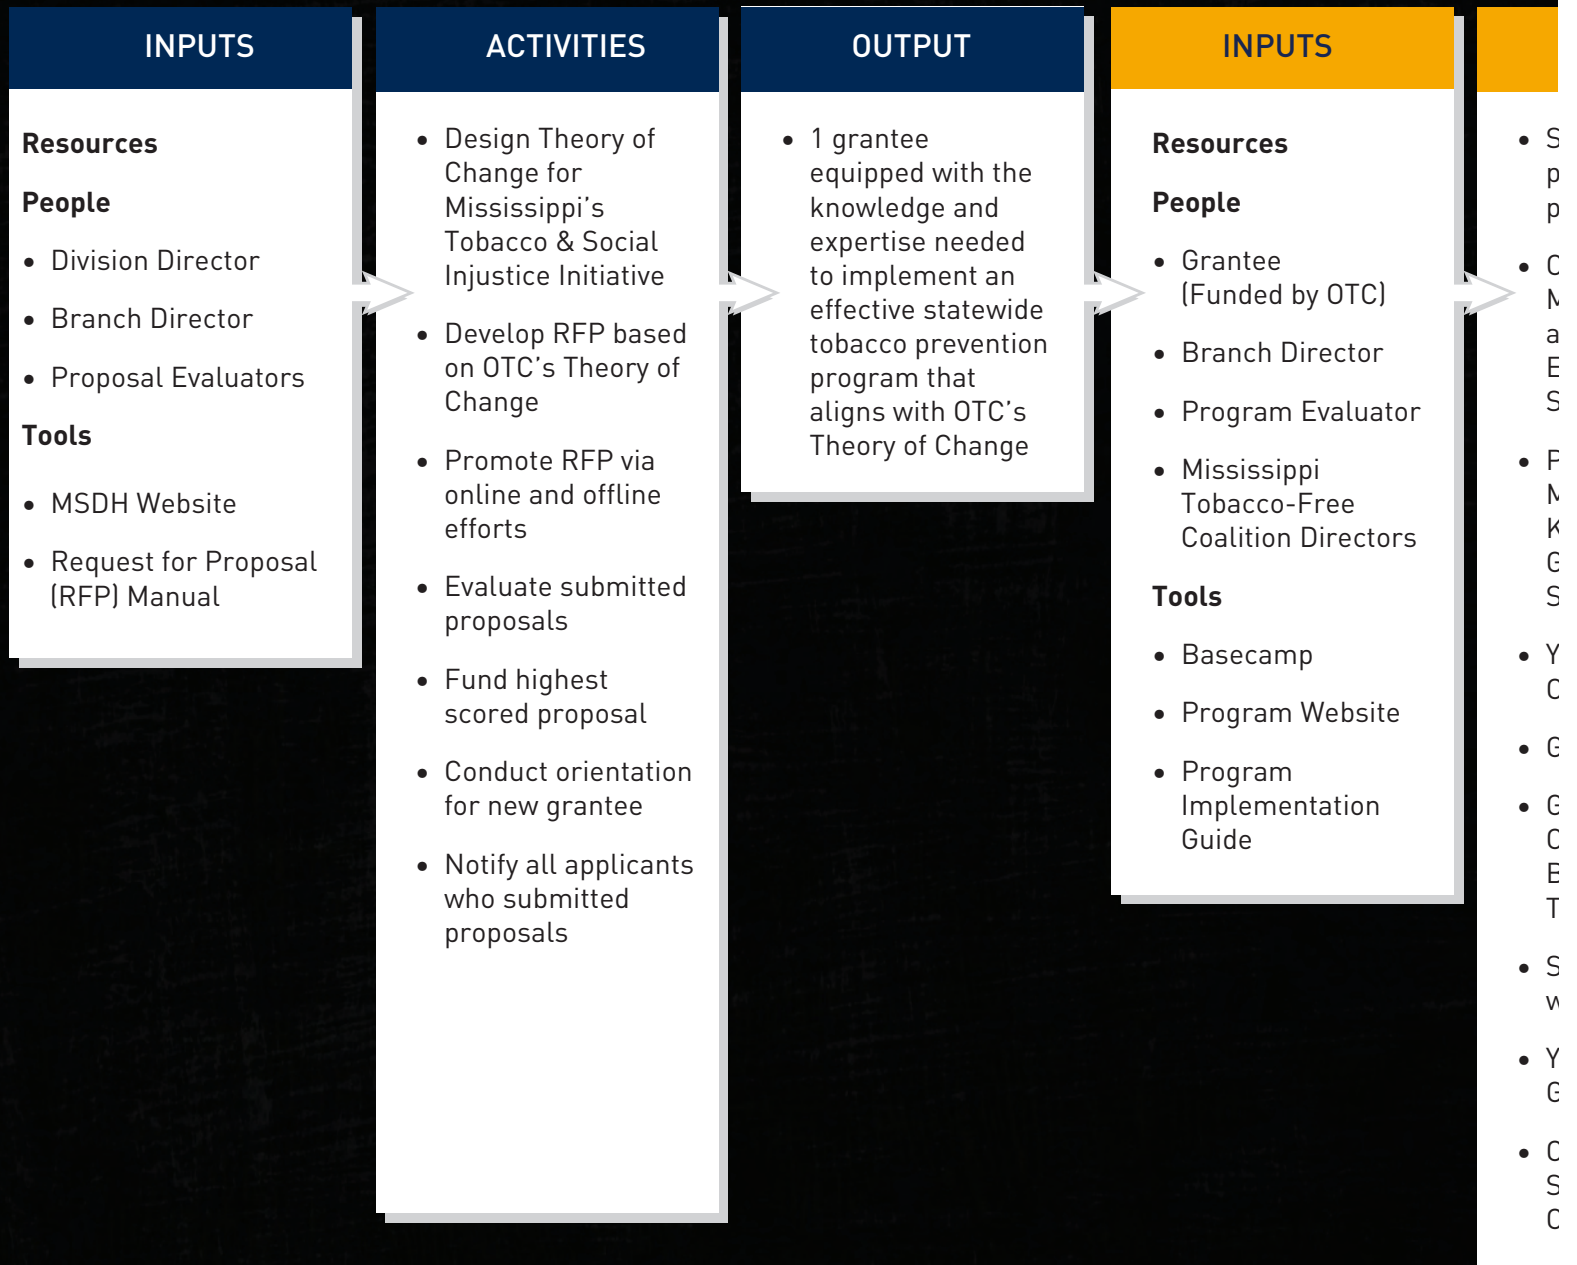 INPUTS
Resources
People
• Division Director
• Branch Director
• Proposal Evaluators
Tools
• MSDH Website
• Request for Proposal
(RFP) Manual
ACTIVITIES
• Design Theory of
Change for
Mississippi's
Tobacco & Social
Injustice Initiative
• Develop RFP based
on OTC's Theory of
Change
• Promote RFP via
online and offline
efforts
• Evaluate submitted
proposals
• Fund highest
scored proposal
• Conduct orientation
for new grantee
• Notify all applicants
who submitted
proposals
OUTPUT
• 1 grantee
equipped with the
knowledge and
expertise needed
to implement an
effective statewide
tobacco prevention
program that
aligns with OTC's
Theory of Change
INPUTS
Resources
People
• Grantee
(Funded by OTC)
• Branch Director
• Program Evaluator
• Mississippi
Tobacco-Free
Coalition Directors
Tools
• Basecamp
• Program Website
• Program
Implementation
Guide